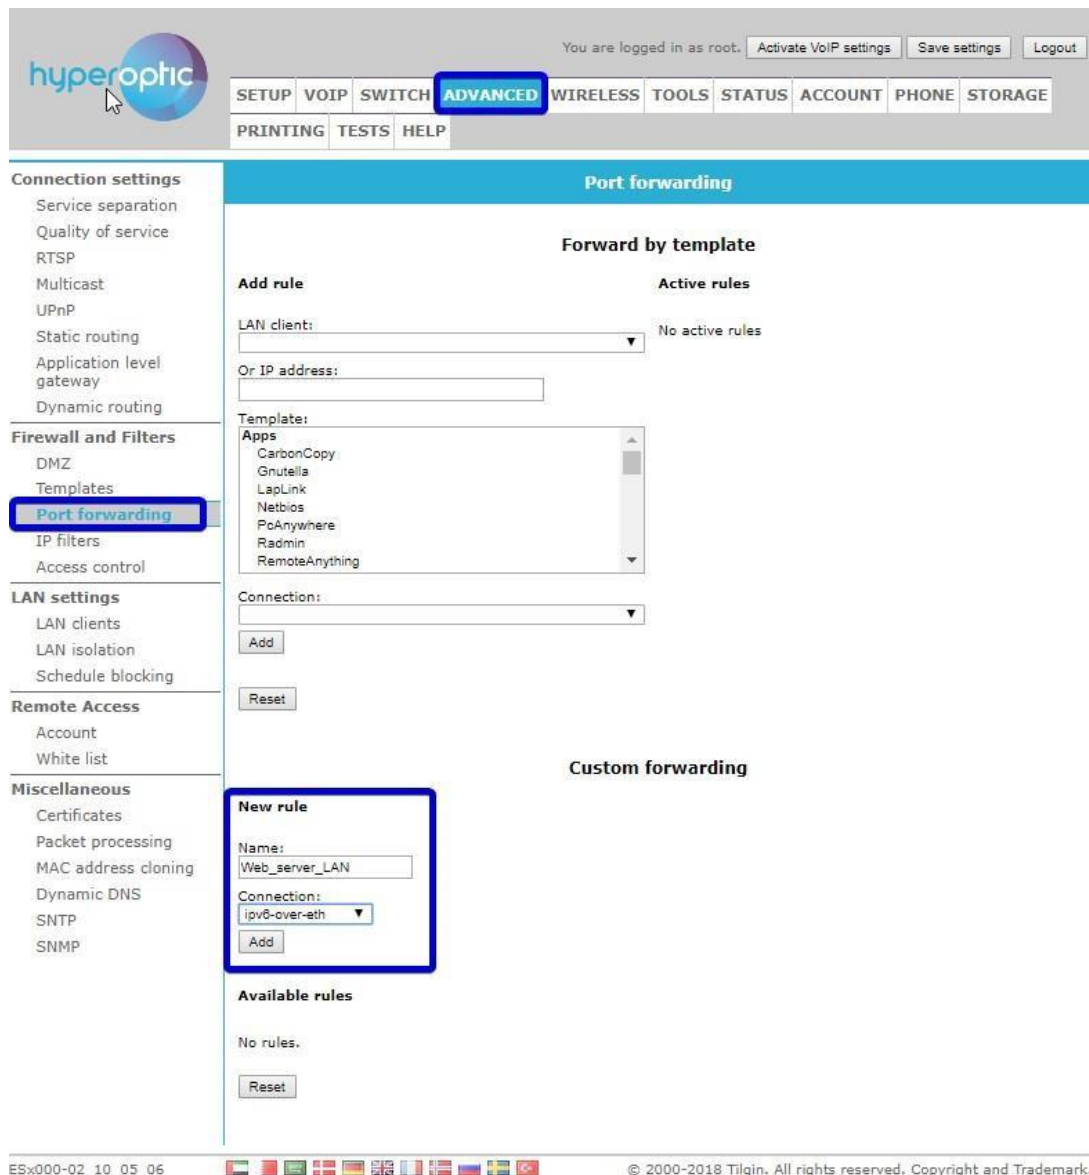 hyperoptic
You are logged in as root. Activate VoIP settings Save settings Logout
SETUP VOIP SWITCH ADVANCED WIRELESS TOOLS STATUS ACCOUNT PHONE STORAGE
PRINTING TESTS HELP
Connection settings
Service separation
Quality of service
RTSP
Multicast
UPnP
Static routing
Application level
gateway
Dynamic routing
Firewall and Filters
DMZ
Templates
Port forwarding
IP filters
Access control
LAN settings
LAN clients
LAN isolation
Schedule blocking
Remote Access
Account
White list
Miscellaneous
Certificates
Packet processing
MAC address cloning
Dynamic DNS
SNTP
SNMP
Port forwarding
Forward by template
Add rule
LAN client:
Or IP address:
Template:
Apps
CarbonCopy
Gnutella
LapLink
Netbios
PcAnywhere
Radmin
RemoteAnything
Connection:
Add
Reset
Active rules
No active rules
Custom forwarding
New rule
Name:
Web_server_LAN
Connection:
ipv6-over-eth
Add
Available rules
No rules.
Reset
ESx000-02_10_05_06
© 2000-2018 Tilgin. All rights reserved. Copyright and Trademark